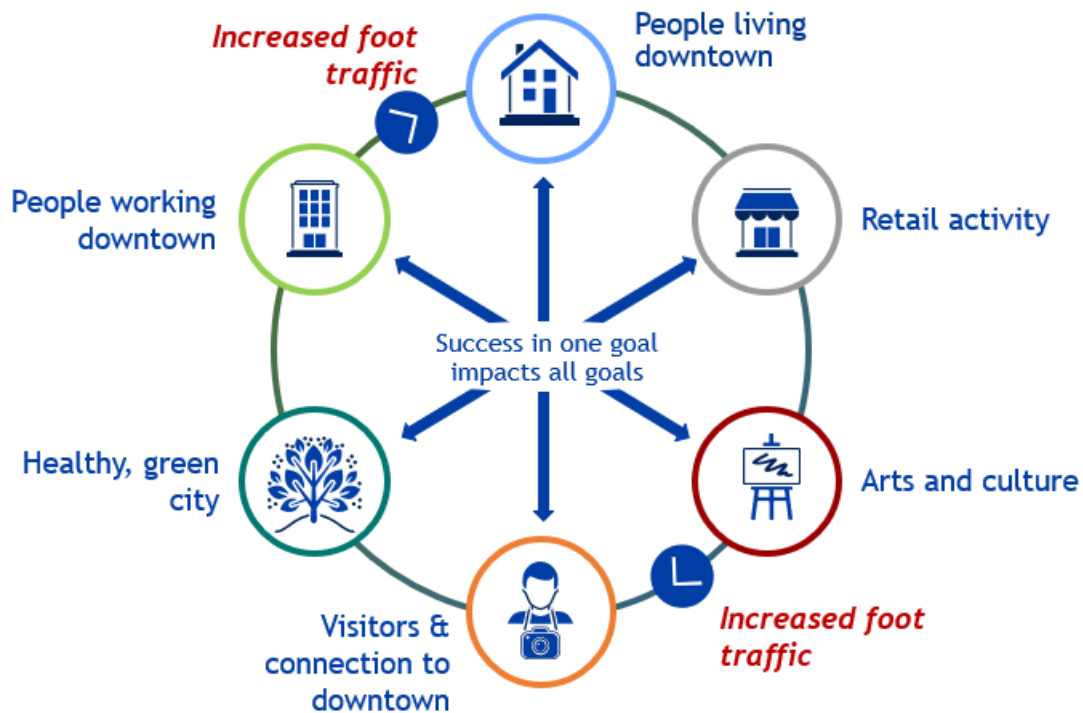 Increased foot
traffic
People living
downtown
People working
downtown
Retail activity
Success in one goal
impacts all goals
Healthy, green
city
Arts and culture
Visitors &
connection to
downtown
Increased foot
traffic